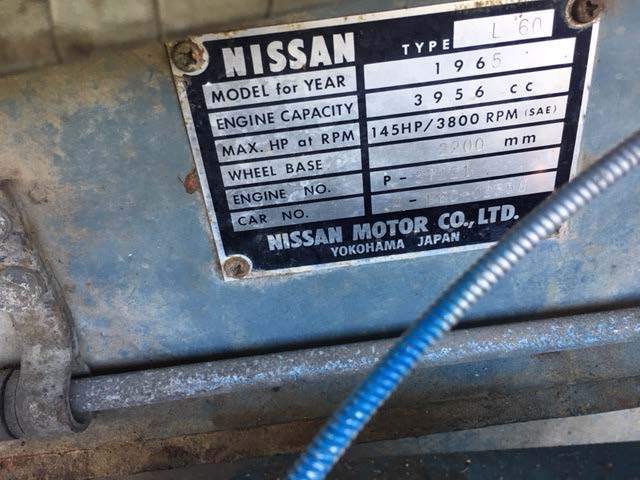 NISSAN TYPE L 60
MODEL for YEAR 1965
ENGINE CAPACITY 3956 CC
MAX. HP at RPM 145HP/3800 RPM (SAE)
WHEEL BASE 2200 mm
ENGINE NO. P -
CAR NO.
NISSAN MOTOR CO., LTD.
YOKOHAMA JAPAN